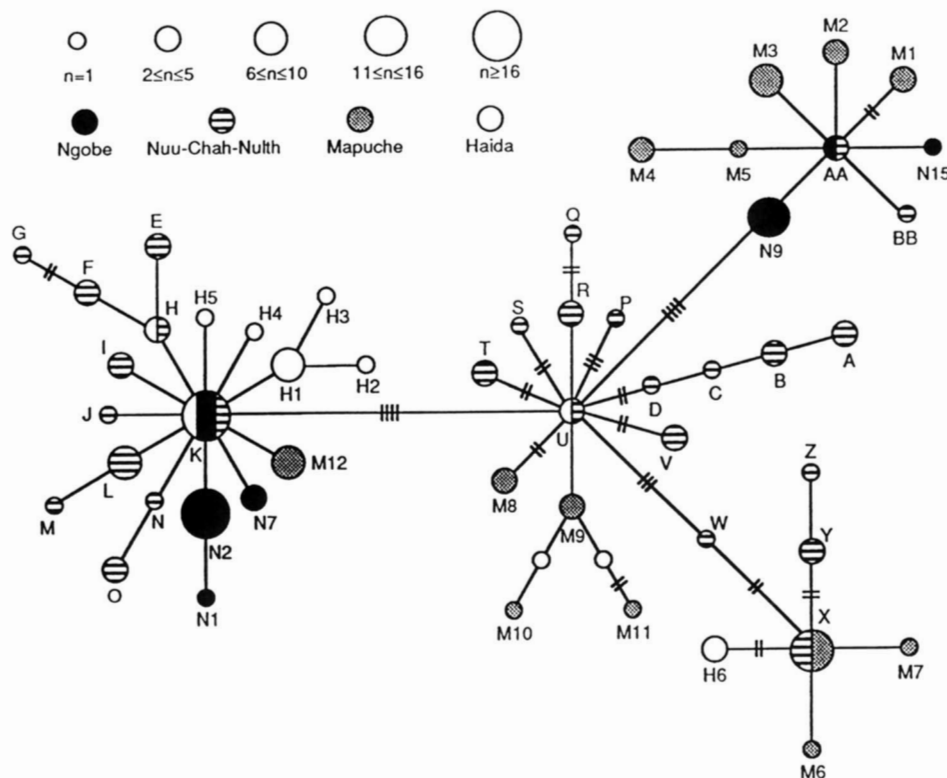 n=1 2≤n≤5 6≤n≤10 11≤n≤16 n≥16
Ngobe Nuu-Chah-Nulth Mapuche Haida
M3 M2 M1
M4 M5 AA N15
N9 BB
G F E
H H5 H4 H3
I H1 H2
J K
L M12
M N N2 N7
O N1
Q
S R P
T
D C B A
U V
M8 M9
M10 M11
W Z
Y
X
H6 M7
M6